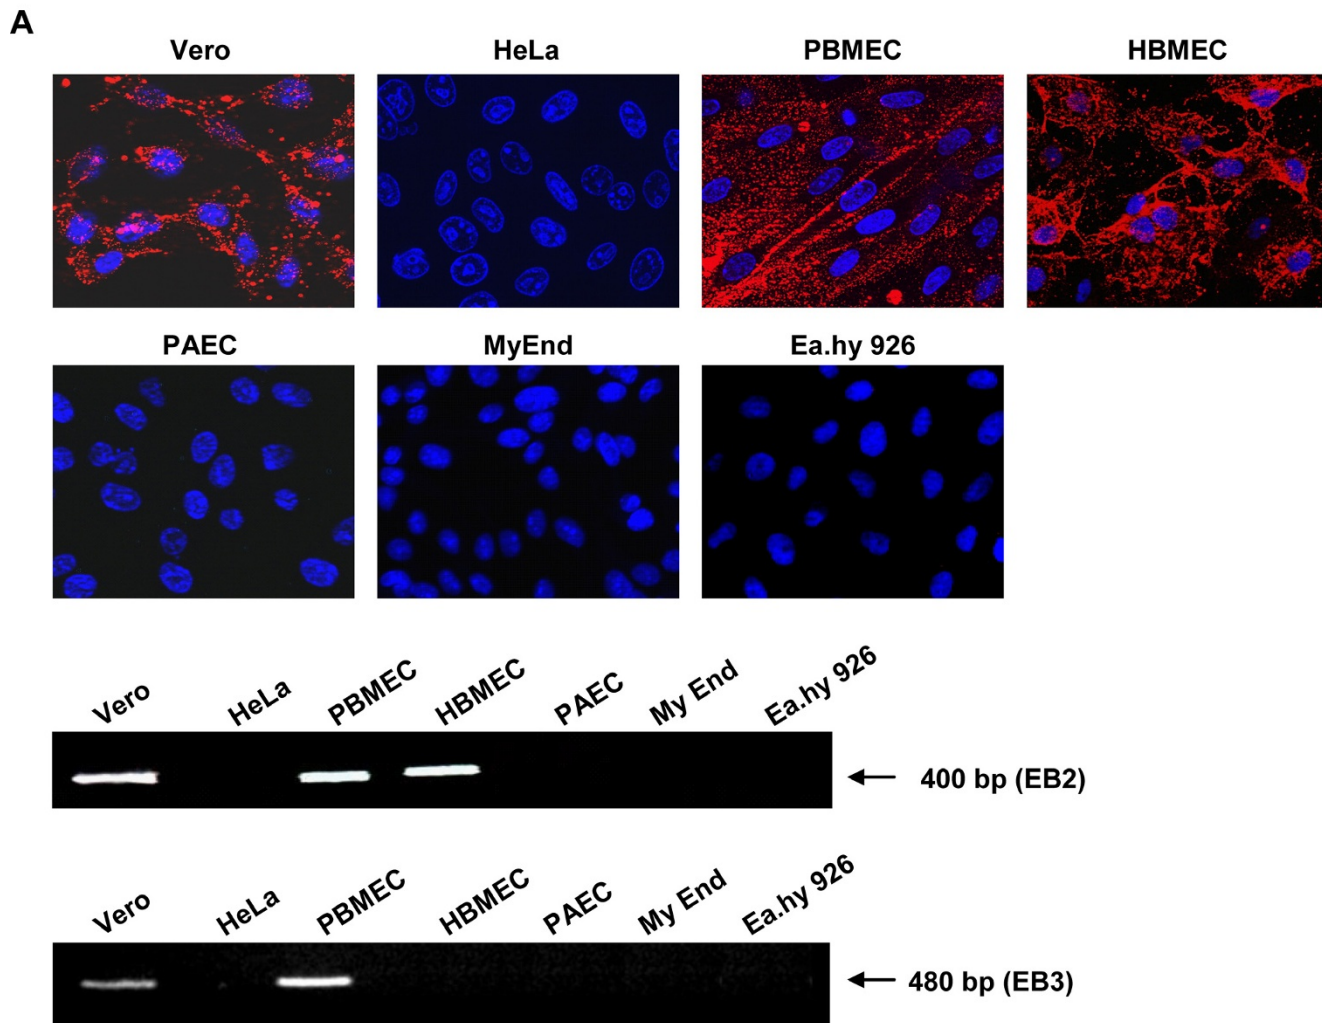 A
Vero HeLa PBMEC HBMEC
PAEC MyEnd Ea.hy 926
Vero HeLa PBMEC HBMEC PAEC My End Ea.hy 926
400 bp (EB2)
Vero HeLa PBMEC HBMEC PAEC My End Ea.hy 926
480 bp (EB3)